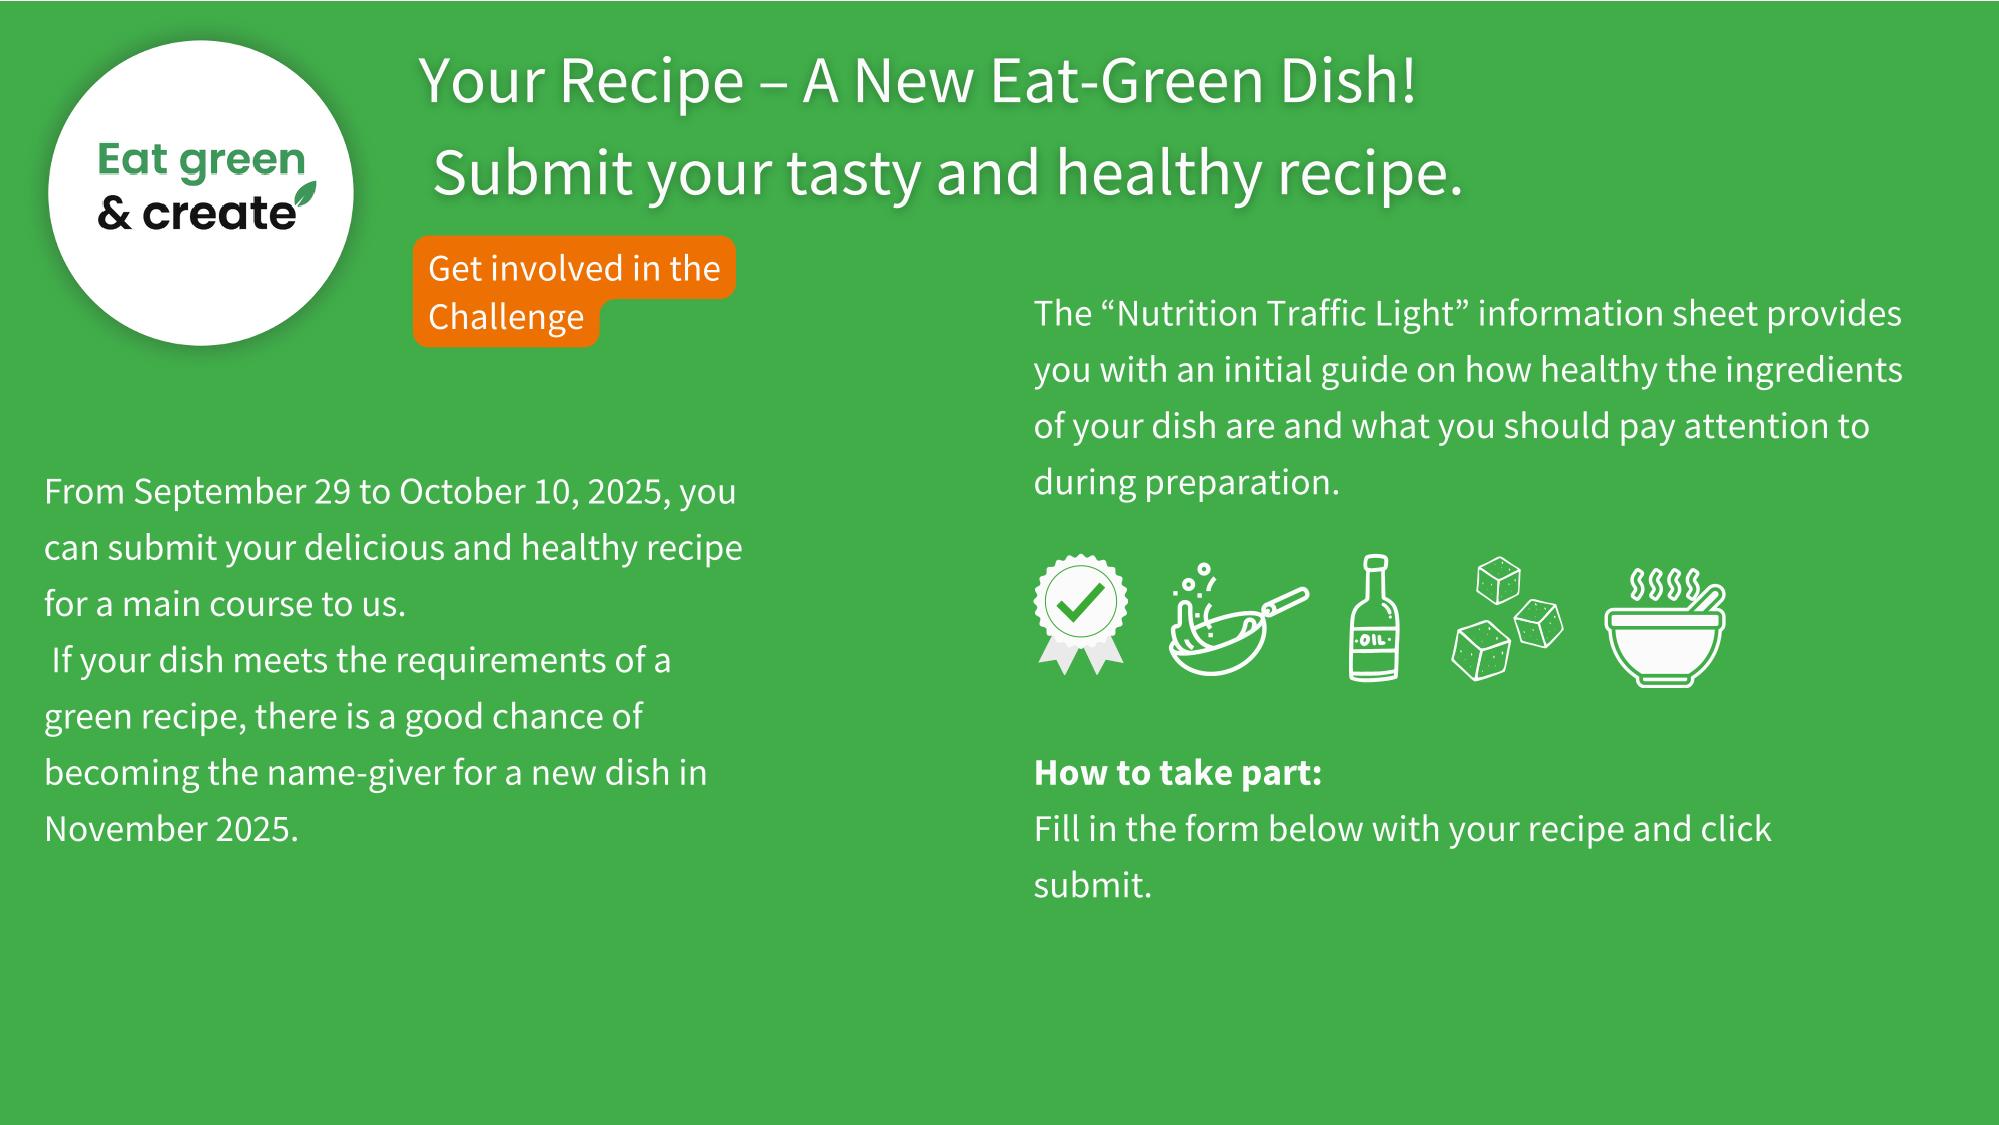 Eat green
& create
Your Recipe – A New Eat-Green Dish!
Submit your tasty and healthy recipe.
Get involved in the
Challenge
From September 29 to October 10, 2025, you
can submit your delicious and healthy recipe
for a main course to us.
If your dish meets the requirements of a
green recipe, there is a good chance of
becoming the name-giver for a new dish in
November 2025.
The “Nutrition Traffic Light” information sheet provides
you with an initial guide on how healthy the ingredients
of your dish are and what you should pay attention to
during preparation.
·OIL·
How to take part:
Fill in the form below with your recipe and click
submit.